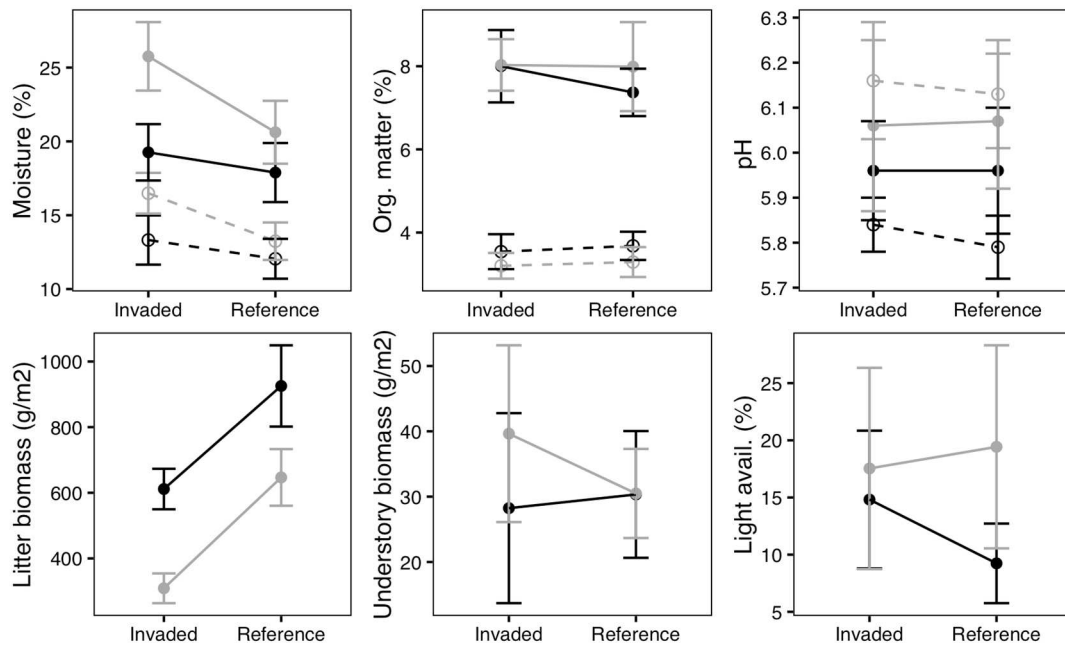 Moisture (%)
25
20
15
10
Invaded
Reference
Org. matter (%)
8
6
4
Invaded
Reference
pH
6.3
6.2
6.1
6.0
5.9
5.8
5.7
Invaded
Reference
Litter biomass (g/m2)
1000
800
600
400
Invaded
Reference
Understory biomass (g/m2)
50
40
30
20
Invaded
Reference
Light avail. (%)
25
20
15
10
5
Invaded
Reference